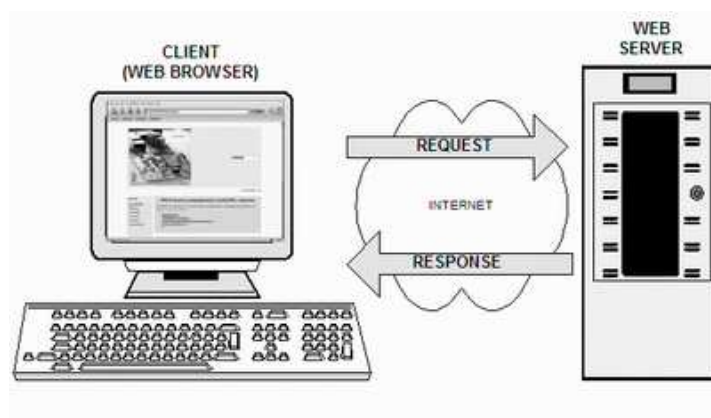 CLIENT
(WEB BROWSER)
WEB
SERVER
REQUEST
INTERNET
RESPONSE